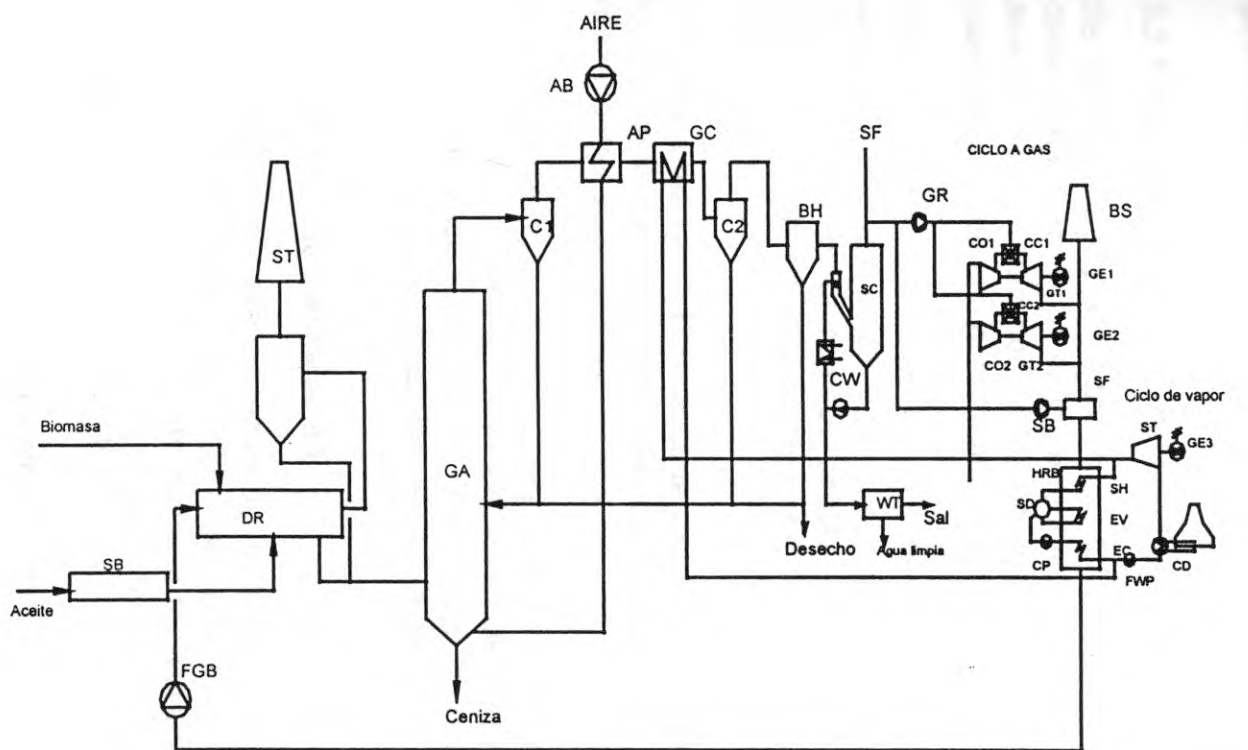 AIRE
AB
AP
GC
SF
CICLO A GAS
GR
BS
BH
C1
C2
ST
CO1
CC1
GE1
GT1
SC
CC2
GE2
CO2
GT2
CW
SF
Ciclo de vapor
SB
ST
GE3
Biomasa
GA
HRB
SH
SD
DR
WT
Sal
EV
Desecho
Agua limpia
EC
CD
SB
CP
FWP
Aceite
FGB
Ceniza